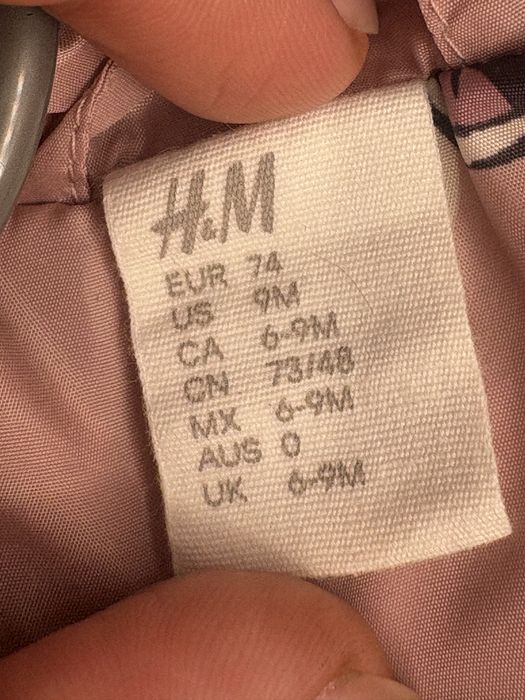 H&M
EUR 74
US 9M
CA 6-9M
CN 73/48
MX 6-9M
AUS 0
UK 6-9M